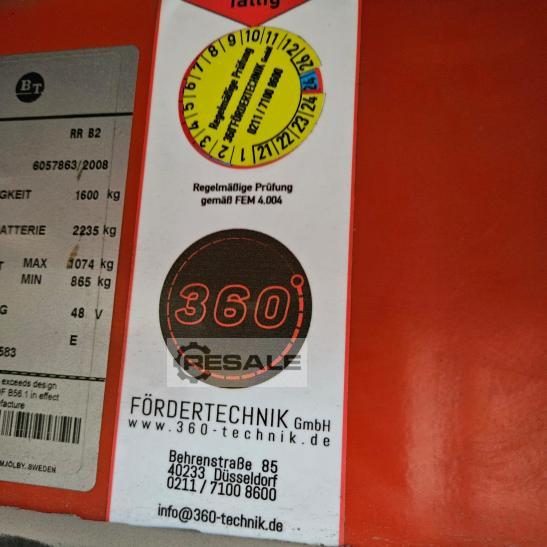 BT
RR B2
6057863/2008
GKEIT 1600 kg
ATTERIE 2235 kg
T MAX 1074 kg
MIN 865 kg
G 48 V
E
583
exceeds design
OF B56.1 in effect
facture
MJÖLBY, SWEDEN
fällig
1 2 3 4 5 6 7 8 9 10 11 12
26
24 23 22 21
Regelmäßige Prüfung
360°FÖRDERTECHNIK GmbH
0211 / 7100 8600
Regelmäßige Prüfung
gemäß FEM 4.004
360°
RESALE
FÖRDERTECHNIK GmbH
www.360-technik.de
Behrenstraße 85
40233 Düsseldorf
0211/7100 8600
info@360-technik.de